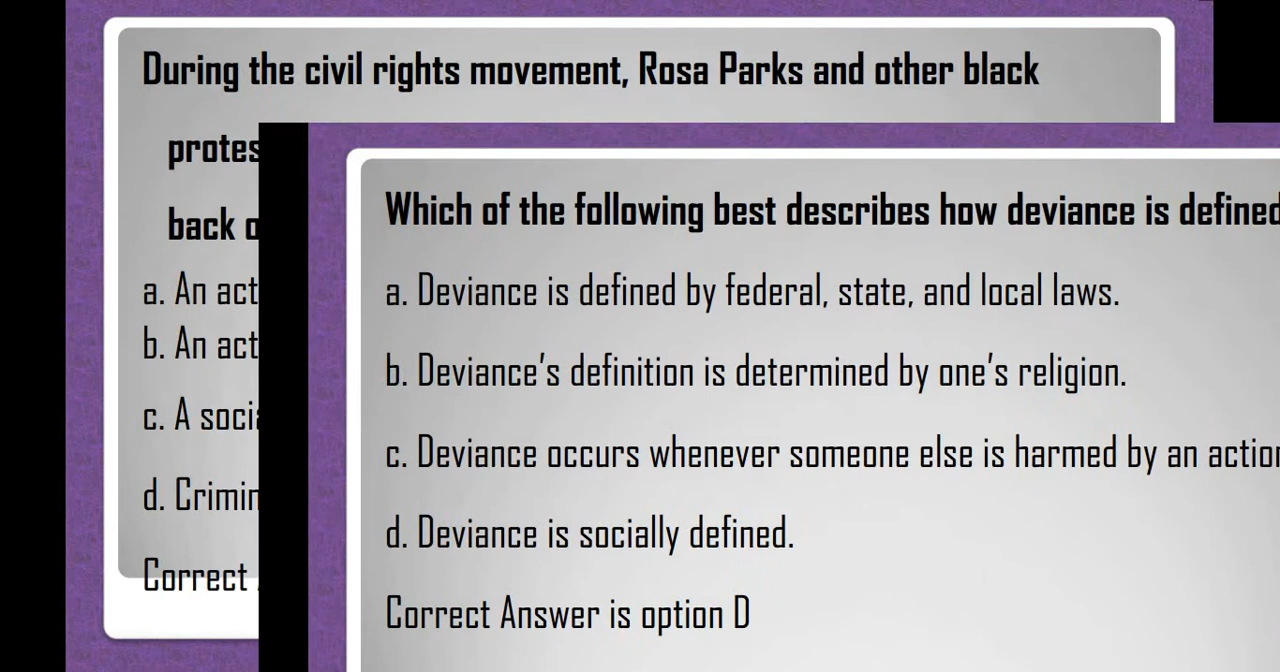 During the civil rights movement, Rosa Parks and other black
back
a. An act
b. An act
c. A
d.
Correct
Which of the following best describes how deviance is defined
a. Deviance is defined by federal, state, and local laws.
b. Deviance’s definition is determined by one’s religion.
c. Deviance occurs whenever someone else is harmed by an action
d. Deviance is socially defined.
Correct Answer is option D